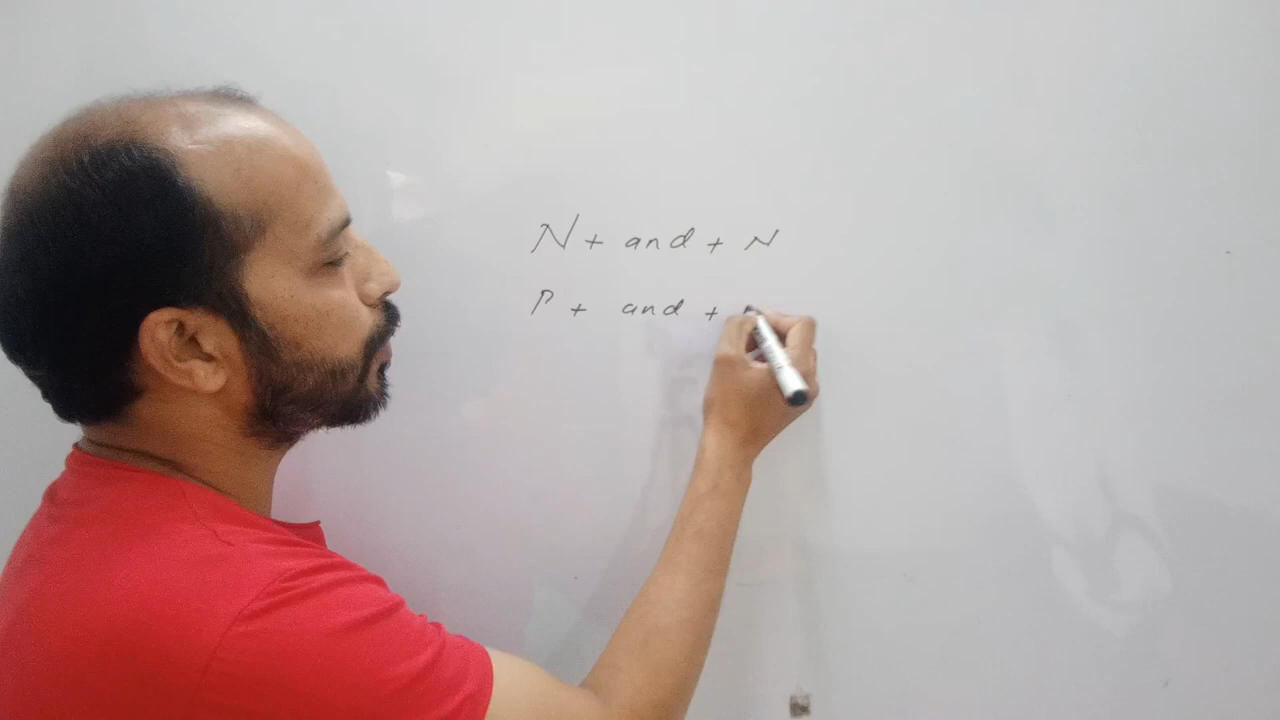 N + and + N
P + and +